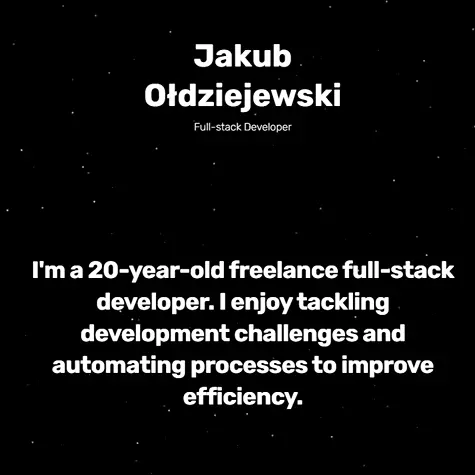 Jakub
Ołdziejewski
Full-stack Developer
I'm a 20-year-old freelance full-stack
developer. I enjoy tackling
development challenges and
automating processes to improve
efficiency.